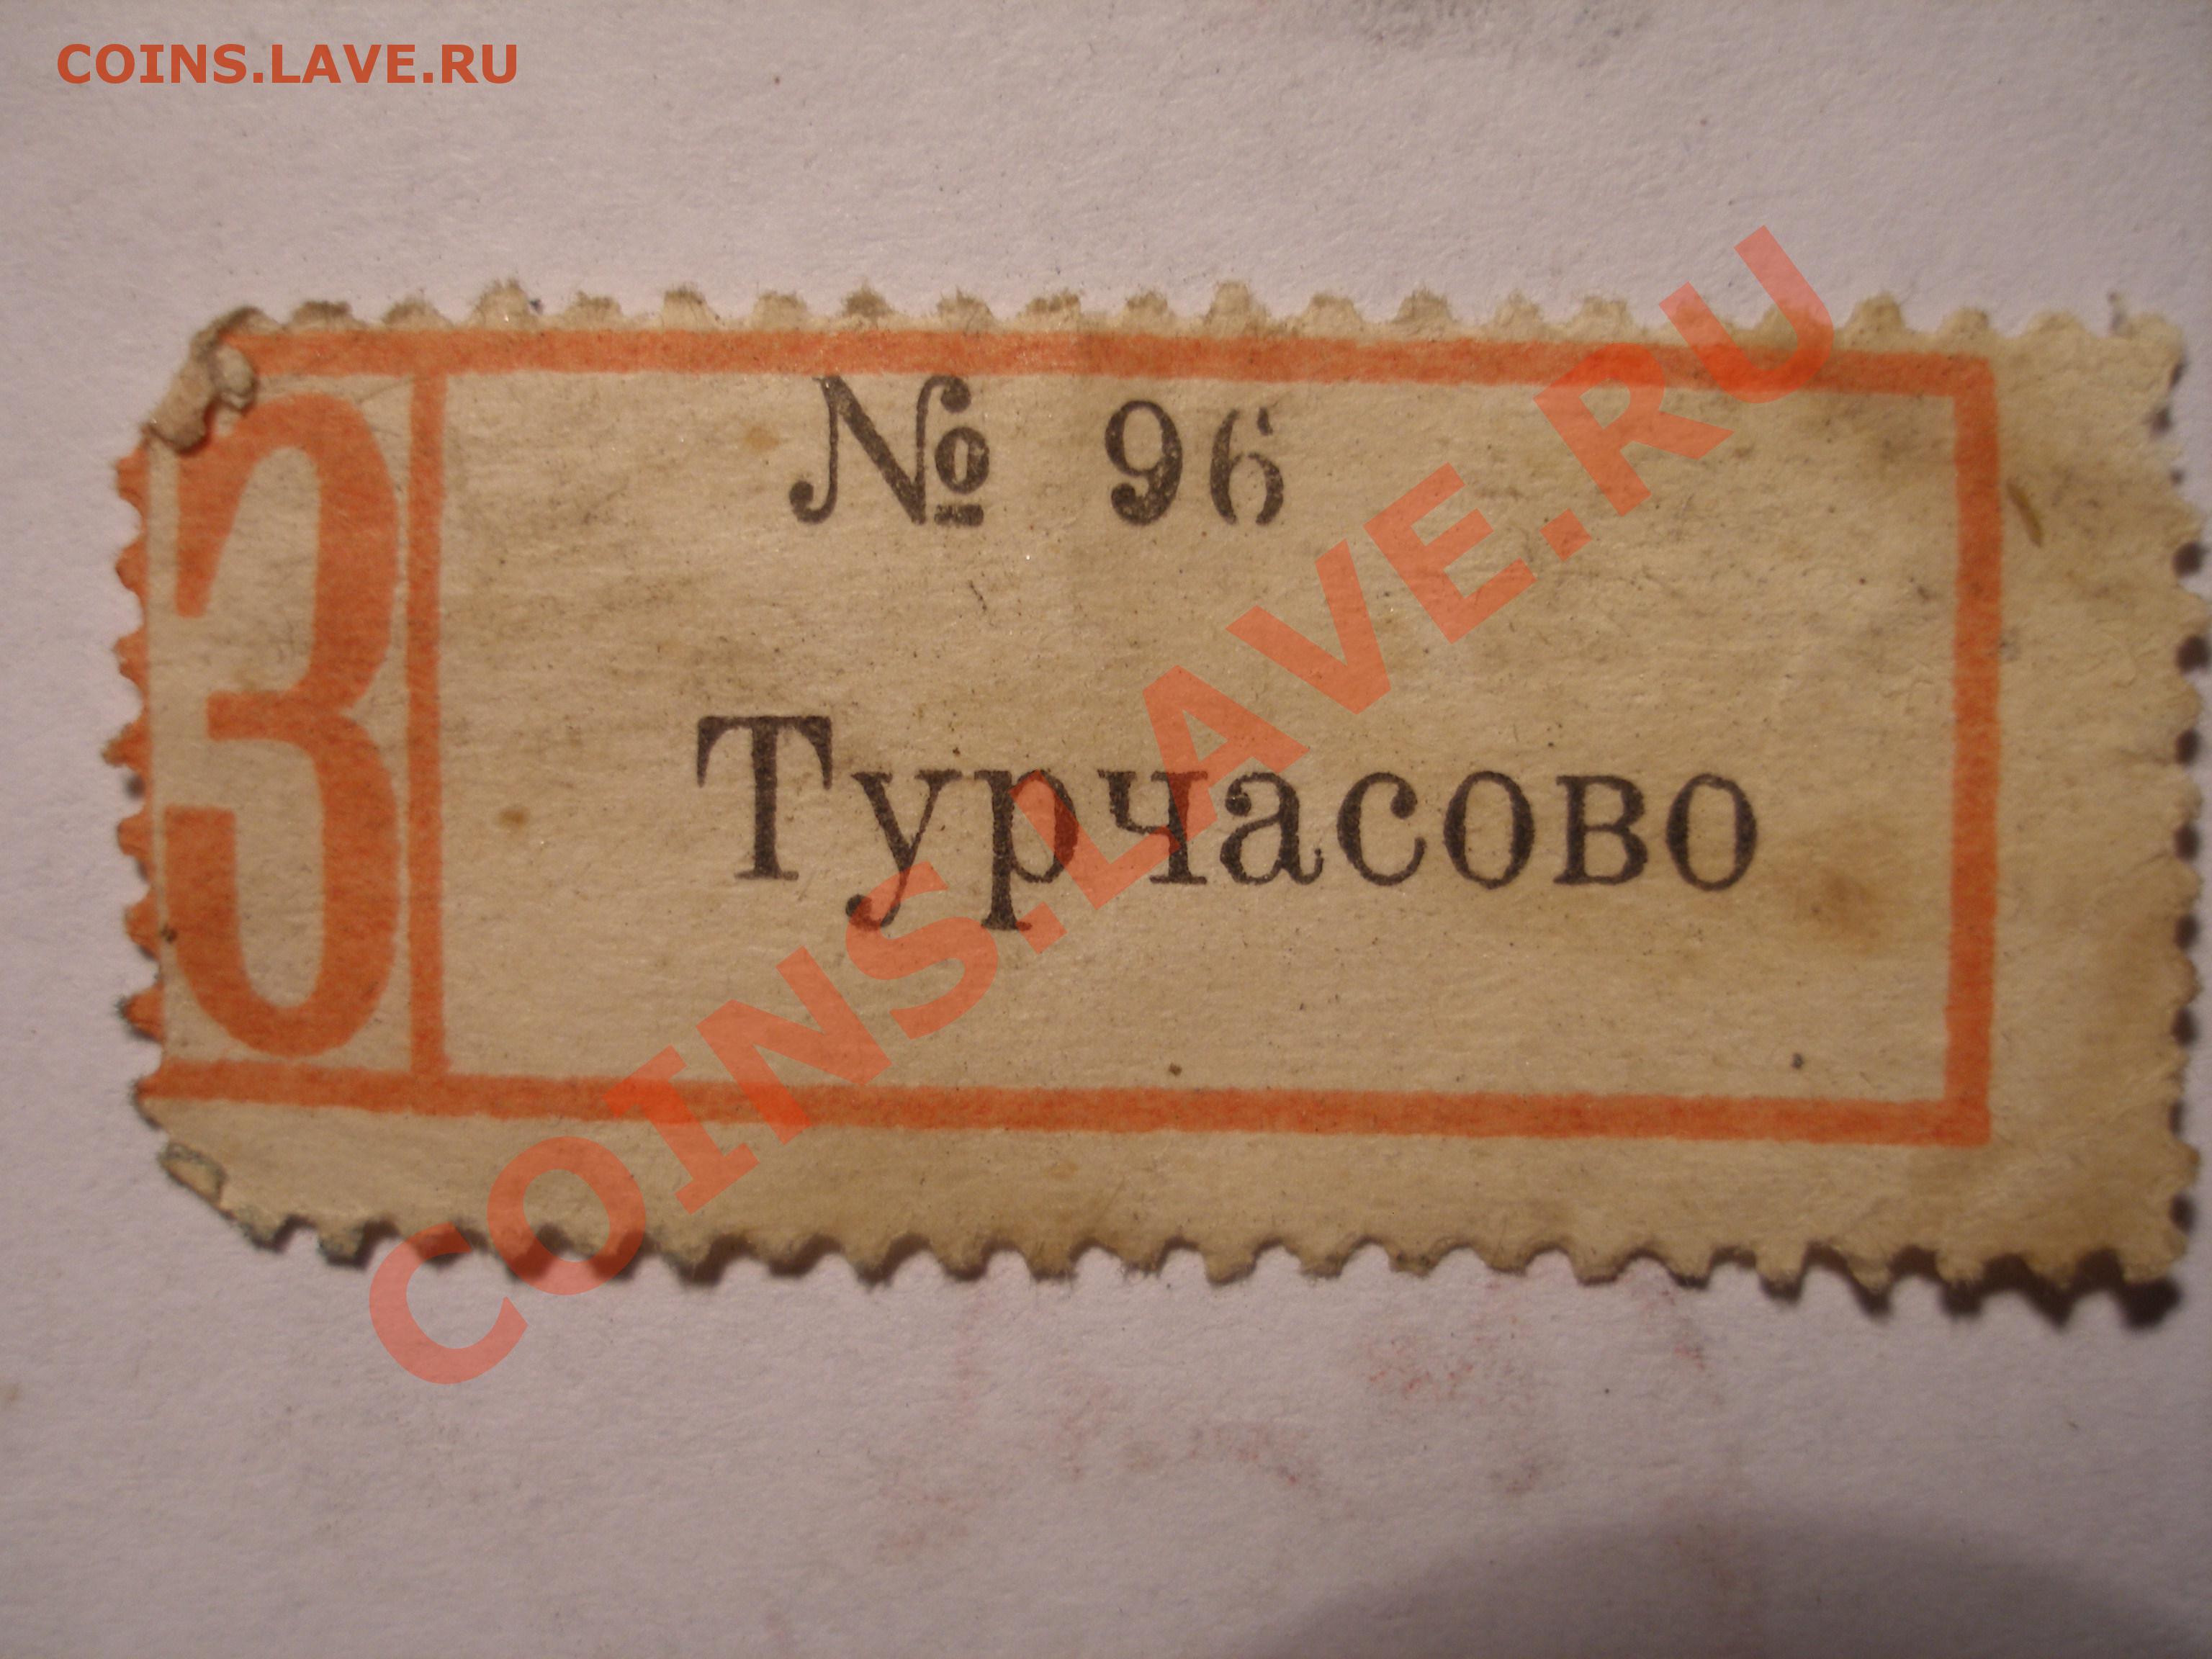 COINS.LAVE.RU
З
№ 96
Турчасово
COINS.LAVE.RU